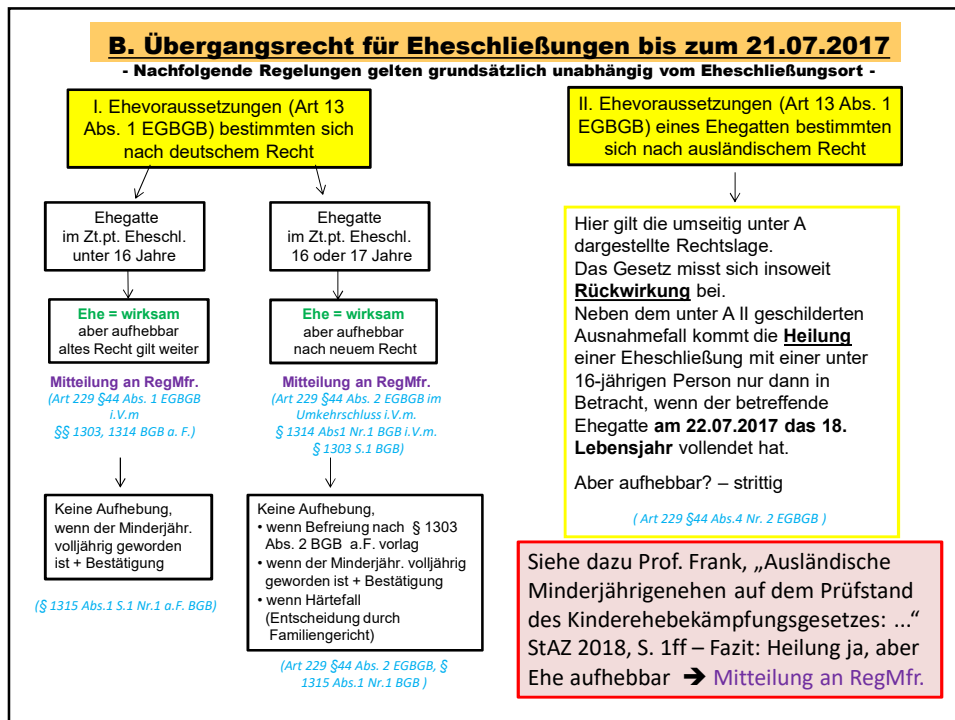 B. Übergangsrecht für Eheschließungen bis zum 21.07.2017
- Nachfolgende Regelungen gelten grundsätzlich unabhängig vom Eheschließungsort -
I. Ehevoraussetzungen (Art 13
Abs. 1 EGBGB) bestimmten sich
nach deutschem Recht
Ehegatte
im Zt.pt. Eheschl.
unter 16 Jahre
Ehe = wirksam
aber aufhebbar
altes Recht gilt weiter
Mitteilung an RegMfr.
(Art 229 §44 Abs. 1 EGBGB
i.V.m
§§ 1303, 1314 BGB a. F.)
Keine Aufhebung,
wenn der Minderjähr.
volljährig geworden
ist + Bestätigung
(§ 1315 Abs.1 S.1 Nr.1 a.F. BGB)
Ehegatte
im Zt.pt. Eheschl.
16 oder 17 Jahre
Ehe = wirksam
aber aufhebbar
nach neuem Recht
Mitteilung an RegMfr.
(Art 229 §44 Abs. 2 EGBGB im
Umkehrschluss i.V.m.
§ 1314 Abs1 Nr.1 BGB i.V.m.
§ 1303 S.1 BGB)
Keine Aufhebung,
• wenn Befreiung nach § 1303
Abs. 2 BGB a.F. vorlag
• wenn der Minderjähr. volljährig
geworden ist + Bestätigung
• wenn Härtefall
(Entscheidung durch
Familiengericht)
(Art 229 §44 Abs. 2 EGBGB, §
1315 Abs.1 Nr.1 BGB )
II. Ehevoraussetzungen (Art 13 Abs. 1
EGBGB) eines Ehegatten bestimmten
sich nach ausländischem Recht
Hier gilt die umseitig unter A
dargestellte Rechtslage.
Das Gesetz misst sich insoweit
Rückwirkung bei.
Neben dem unter A II geschilderten
Ausnahmefall kommt die Heilung
einer Eheschließung mit einer unter
16-jährigen Person nur dann in
Betracht, wenn der betreffende
Ehegatte am 22.07.2017 das 18.
Lebensjahr vollendet hat.
Aber aufhebbar? – strittig
( Art 229 §44 Abs.4 Nr. 2 EGBGB )
Siehe dazu Prof. Frank, „Ausländische
Minderjährigenehen auf dem Prüfstand
des Kinderehebekämpfungsgesetzes: ...“
StAZ 2018, S. 1ff – Fazit: Heilung ja, aber
Ehe aufhebbar ➔ Mitteilung an RegMfr.